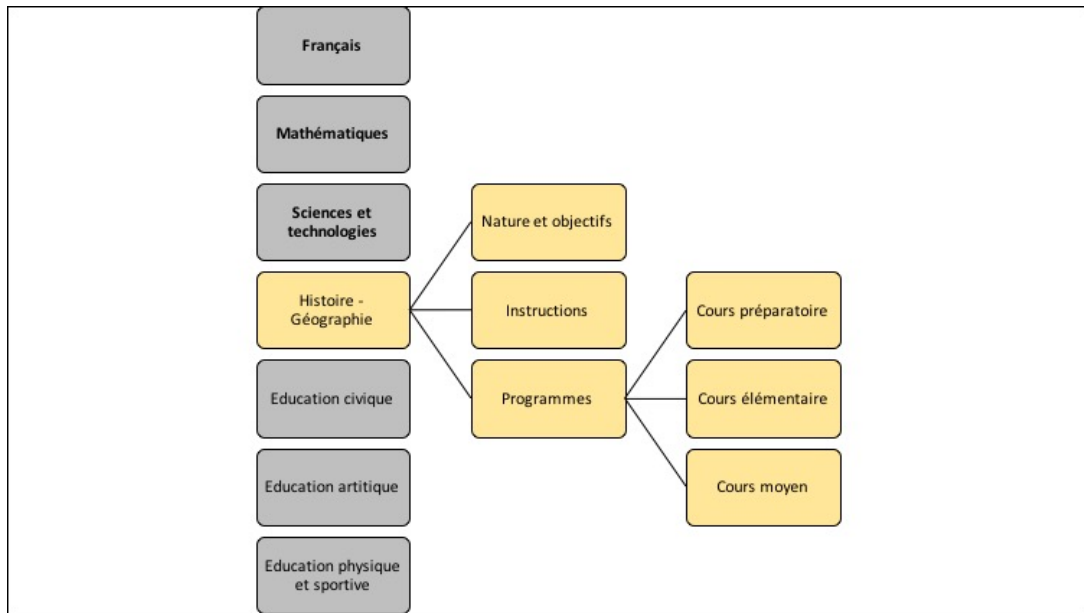 Français
Mathématiques
Sciences et
technologies
Histoire -
Géographie
Education civique
Education artitique
Education physique
et sportive
Nature et objectifs
Instructions
Programmes
Cours préparatoire
Cours élémentaire
Cours moyen